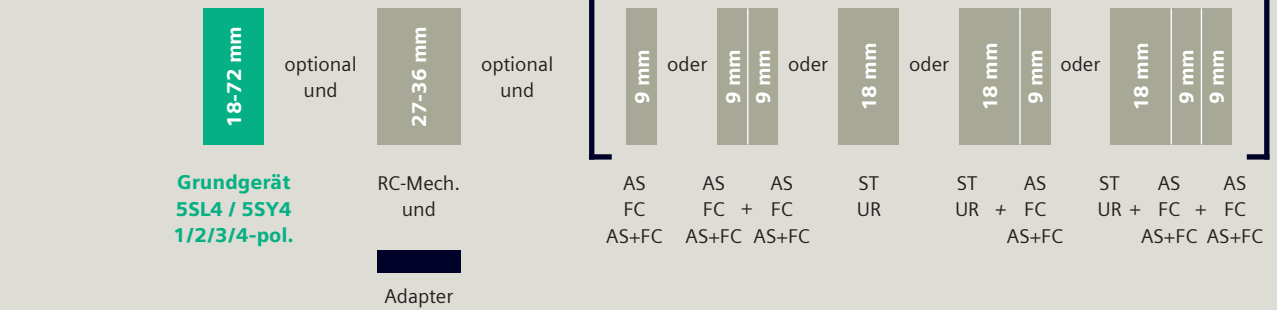 18-72 mm
optional
und
27-36 mm
optional
und
9 mm
oder
9 mm
9 mm
oder
18 mm
oder
18 mm
9 mm
oder
18 mm
9 mm
9 mm
Grundgerät
5SL4 / 5SY4
1/2/3/4-pol.
RC-Mech.
und
Adapter
AS
FC
AS+FC
AS AS
FC + FC
AS+FC AS+FC
ST
UR
ST AS
UR + FC
AS+FC
ST AS AS
UR + FC + FC
AS+FC AS+FC